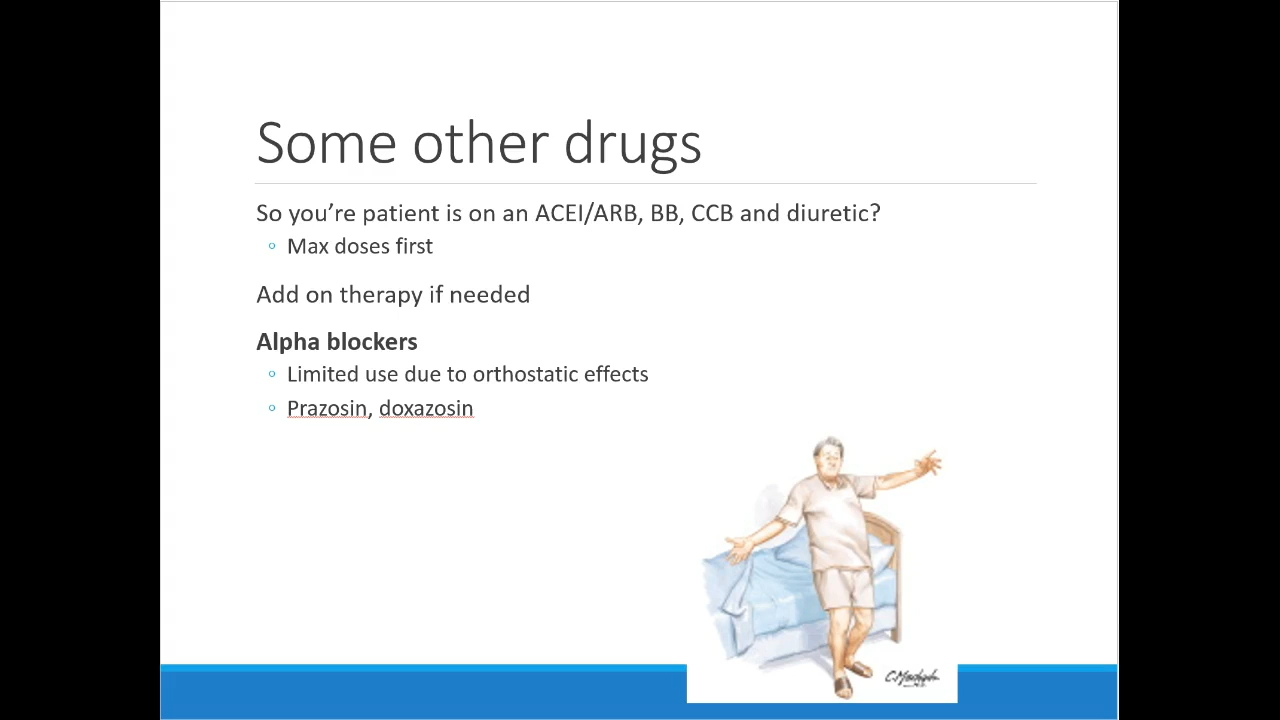 Some other drugs
So you’re patient is on an ACEI/ARB, BB, CCB and diuretic?
Max doses first
Add on therapy if needed
Alpha blockers
Limited use due to orthostatic effects
Prazosin, doxazosin